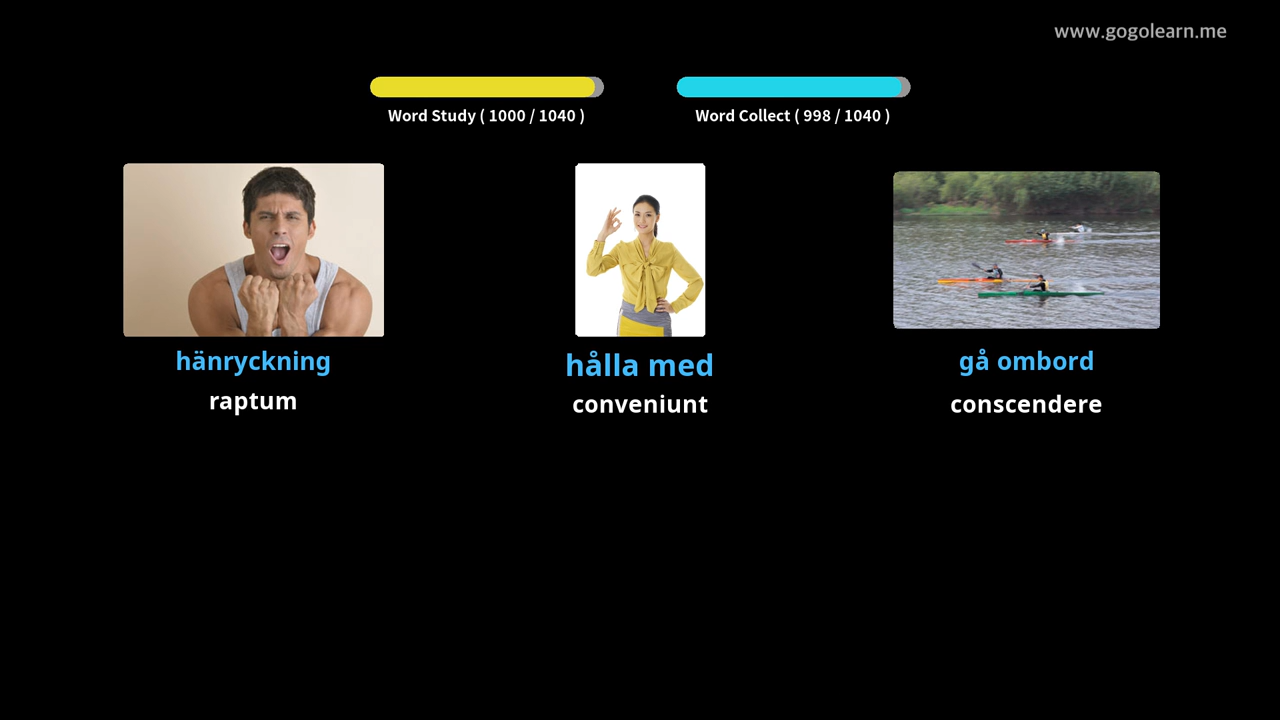 www.gogolearn.me
Word Study ( 1000 / 1040 )
Word Collect ( 998 / 1040 )
hänryckning
raptum
hålla med
conveniunt
gå ombord
conscendere